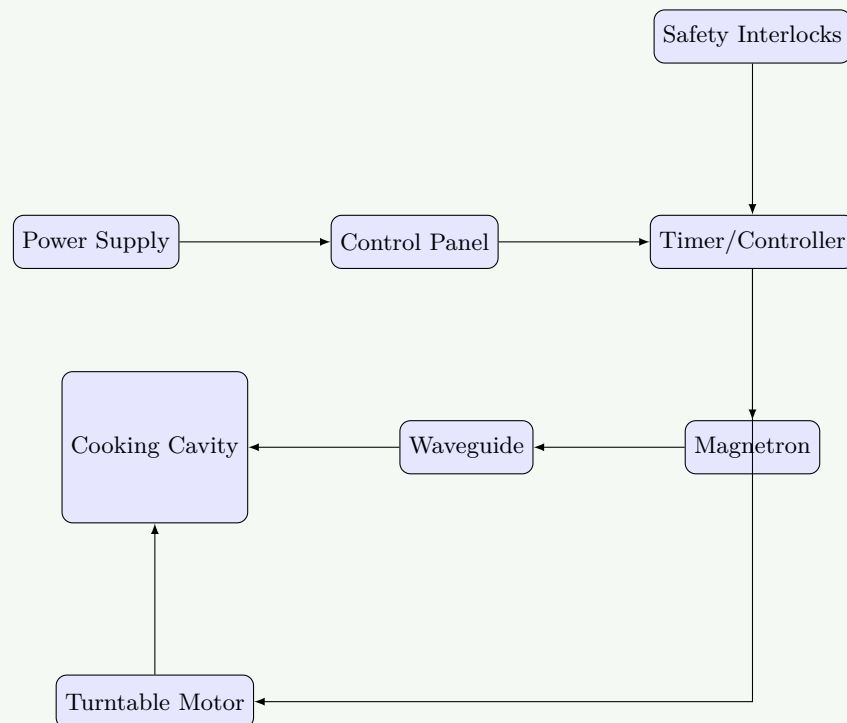 Safety Interlocks
Power Supply
Control Panel
Timer/Controller
Cooking Cavity
Waveguide
Magnetron
Turntable Motor